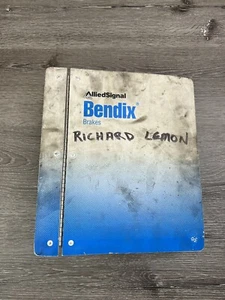 AlliedSignal
Bendix®
Brakes
RICHARD LEMON